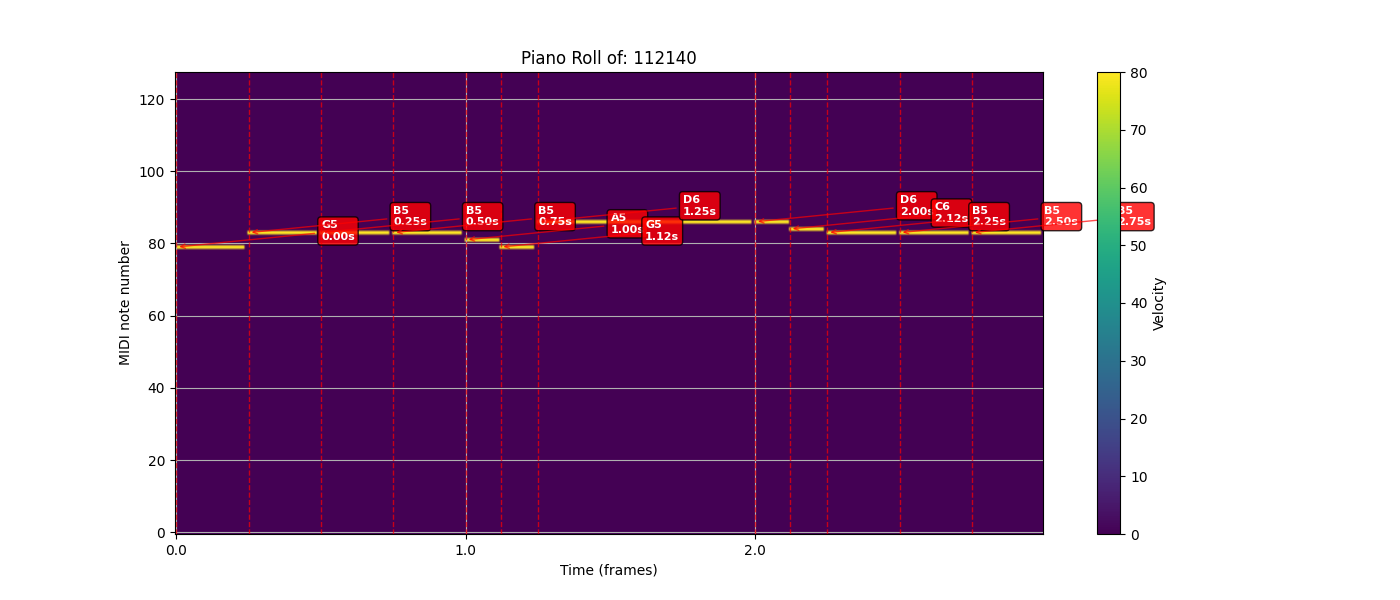 Piano Roll of: 112140
MIDI note number
120
100
80
60
40
20
0
G5
0.00s
B5
0.25s
B5
0.50s
B5
0.75s
A5
1.00s
G5
1.12s
D6
1.25s
D6
2.00s
C6
2.12s
B5
2.25s
B5
2.50s
B5
2.75s
0.0
1.0
2.0
Time (frames)
80
70
60
50
40
30
20
10
0
Velocity